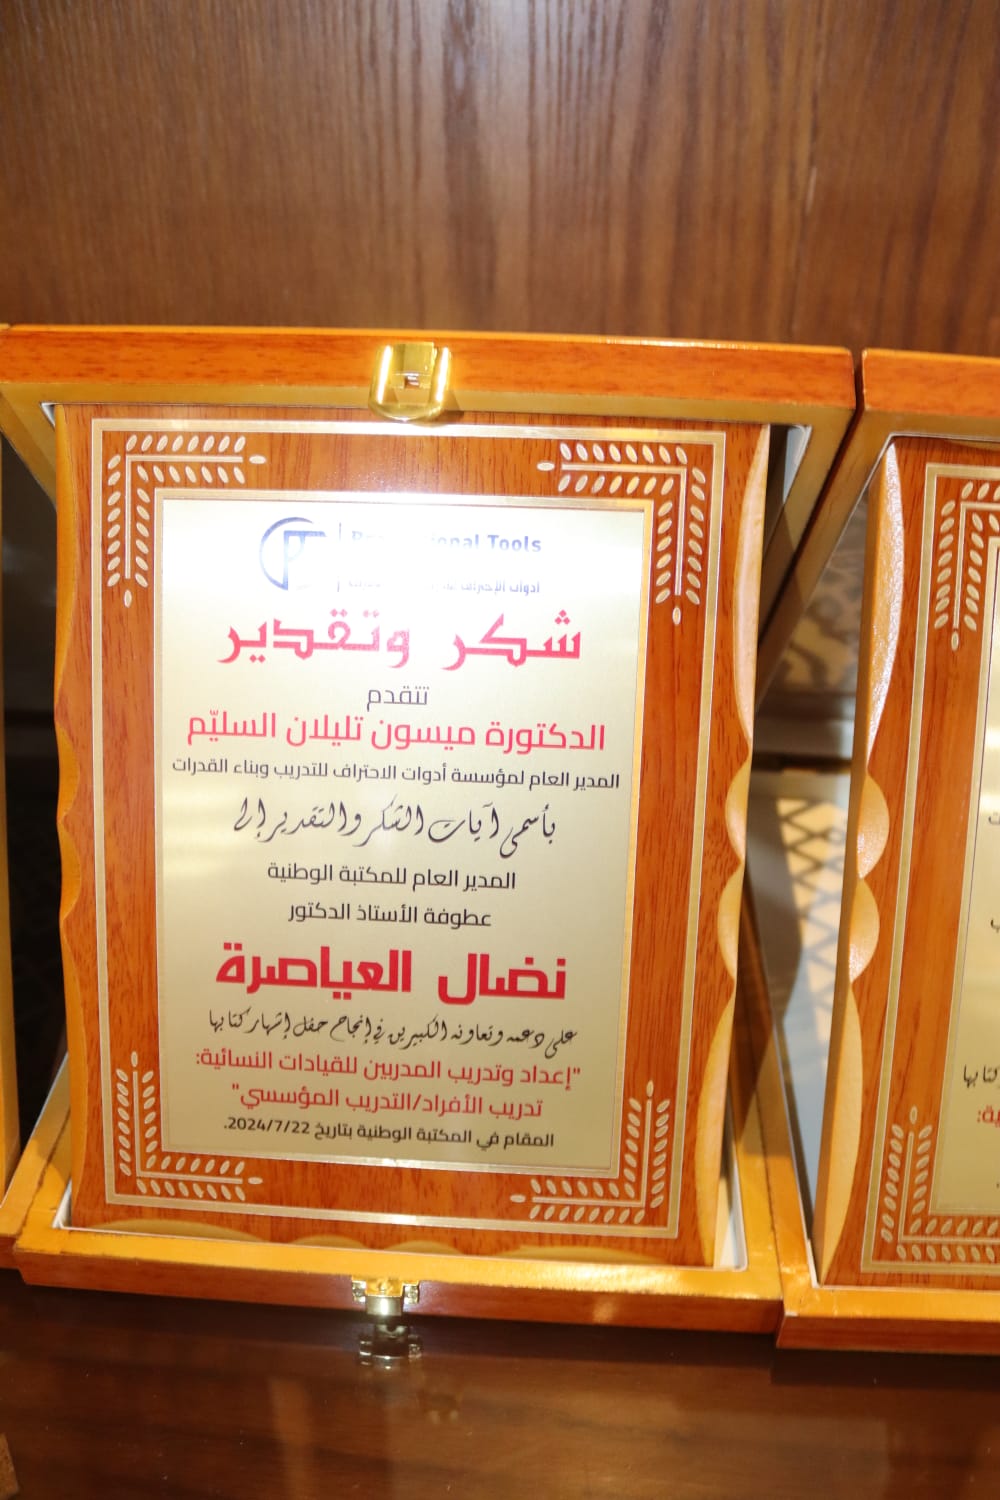 Tools
شكر وتقدير
تتقدم
الدكتورة ميسون تليلان السليّم
المدير العام لمؤسسة أدوات الاحتراف للتدريب وبناء القدرات
بأسمى آيات الشكر والتقدير إلى
المدير العام للمكتبة الوطنية
عطوفة الأستاذ الدكتور
نضال العياصرة
على دعمه وتعاونه الكبيرين في إنجاح حفل إشهار كتابها
"إعداد وتدريب المدربين للقيادات النسائية:
تدريب الأفراد/التدريب المؤسسي"
المقام في المكتبة الوطنية بتاريخ 2024/7/22.
كتابها